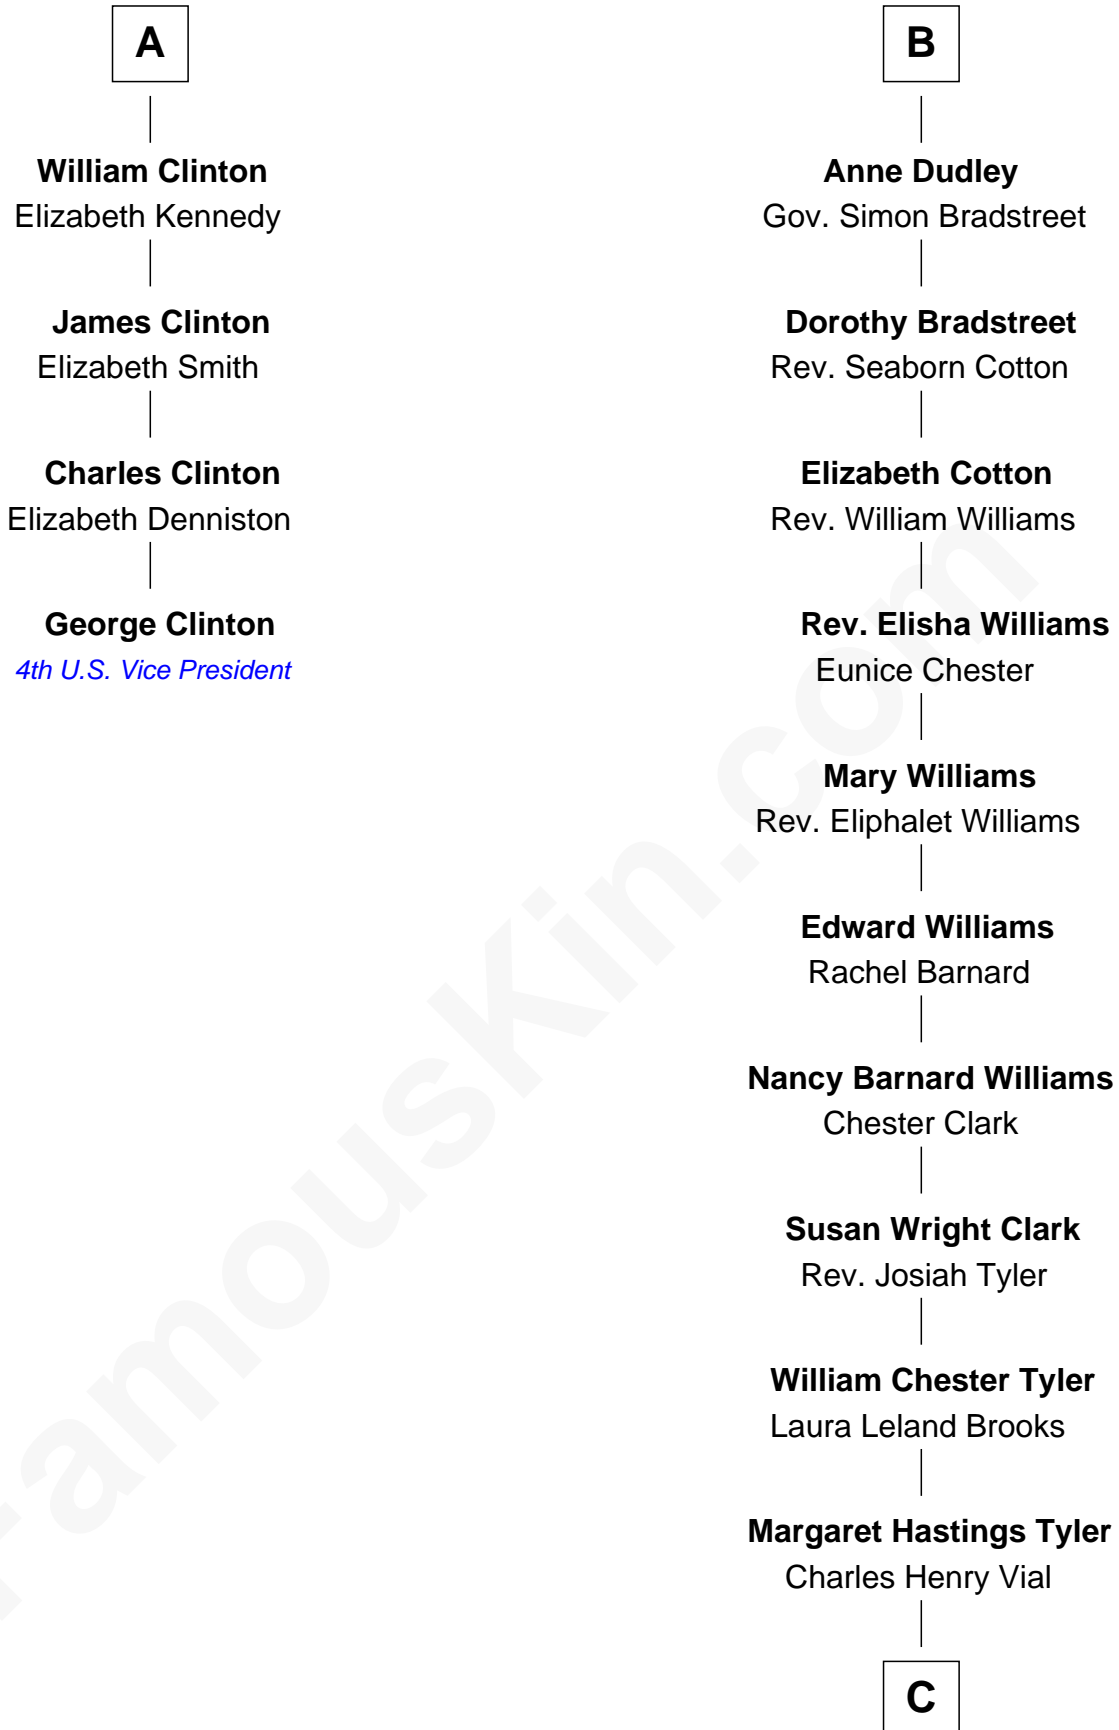 A
William Clinton
Elizabeth Kennedy
James Clinton
Elizabeth Smith
Charles Clinton
Elizabeth Denniston
George Clinton
4th U.S. Vice President
B
Anne Dudley
Gov. Simon Bradstreet
Dorothy Bradstreet
Rev. Seaborn Cotton
Elizabeth Cotton
Rev. William Williams
Rev. Elisha Williams
Eunice Chester
Mary Williams
Rev. Eliphalet Williams
Edward Williams
Rachel Barnard
Nancy Barnard Williams
Chester Clark
Susan Wright Clark
Rev. Josiah Tyler
William Chester Tyler
Laura Leland Brooks
Margaret Hastings Tyler
Charles Henry Vial
C
FamousKin.com